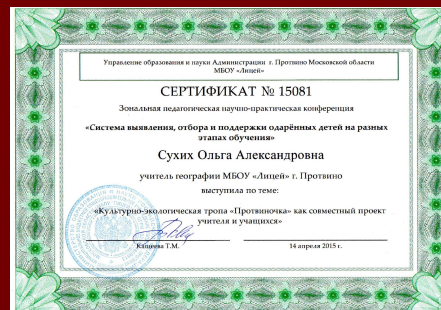 Управление образования и науки Администрации г. Протвино Московской области
МБОУ «Лицей»
СЕРТИФИКАТ № 15081
Зональная педагогическая научно-практическая конференция
«Система выявления, отбора и поддержки одарённых детей на разных
этапах обучения»
Сухих Ольга Александровна
учитель географии МБОУ «Лицей» г. Протвино
выступила по теме:
«Культурно-экологическая тропа «Протвиночка» как совместный проект
учителя и учащихся»
Кащеева Т.М. 14 апреля 2015 г.